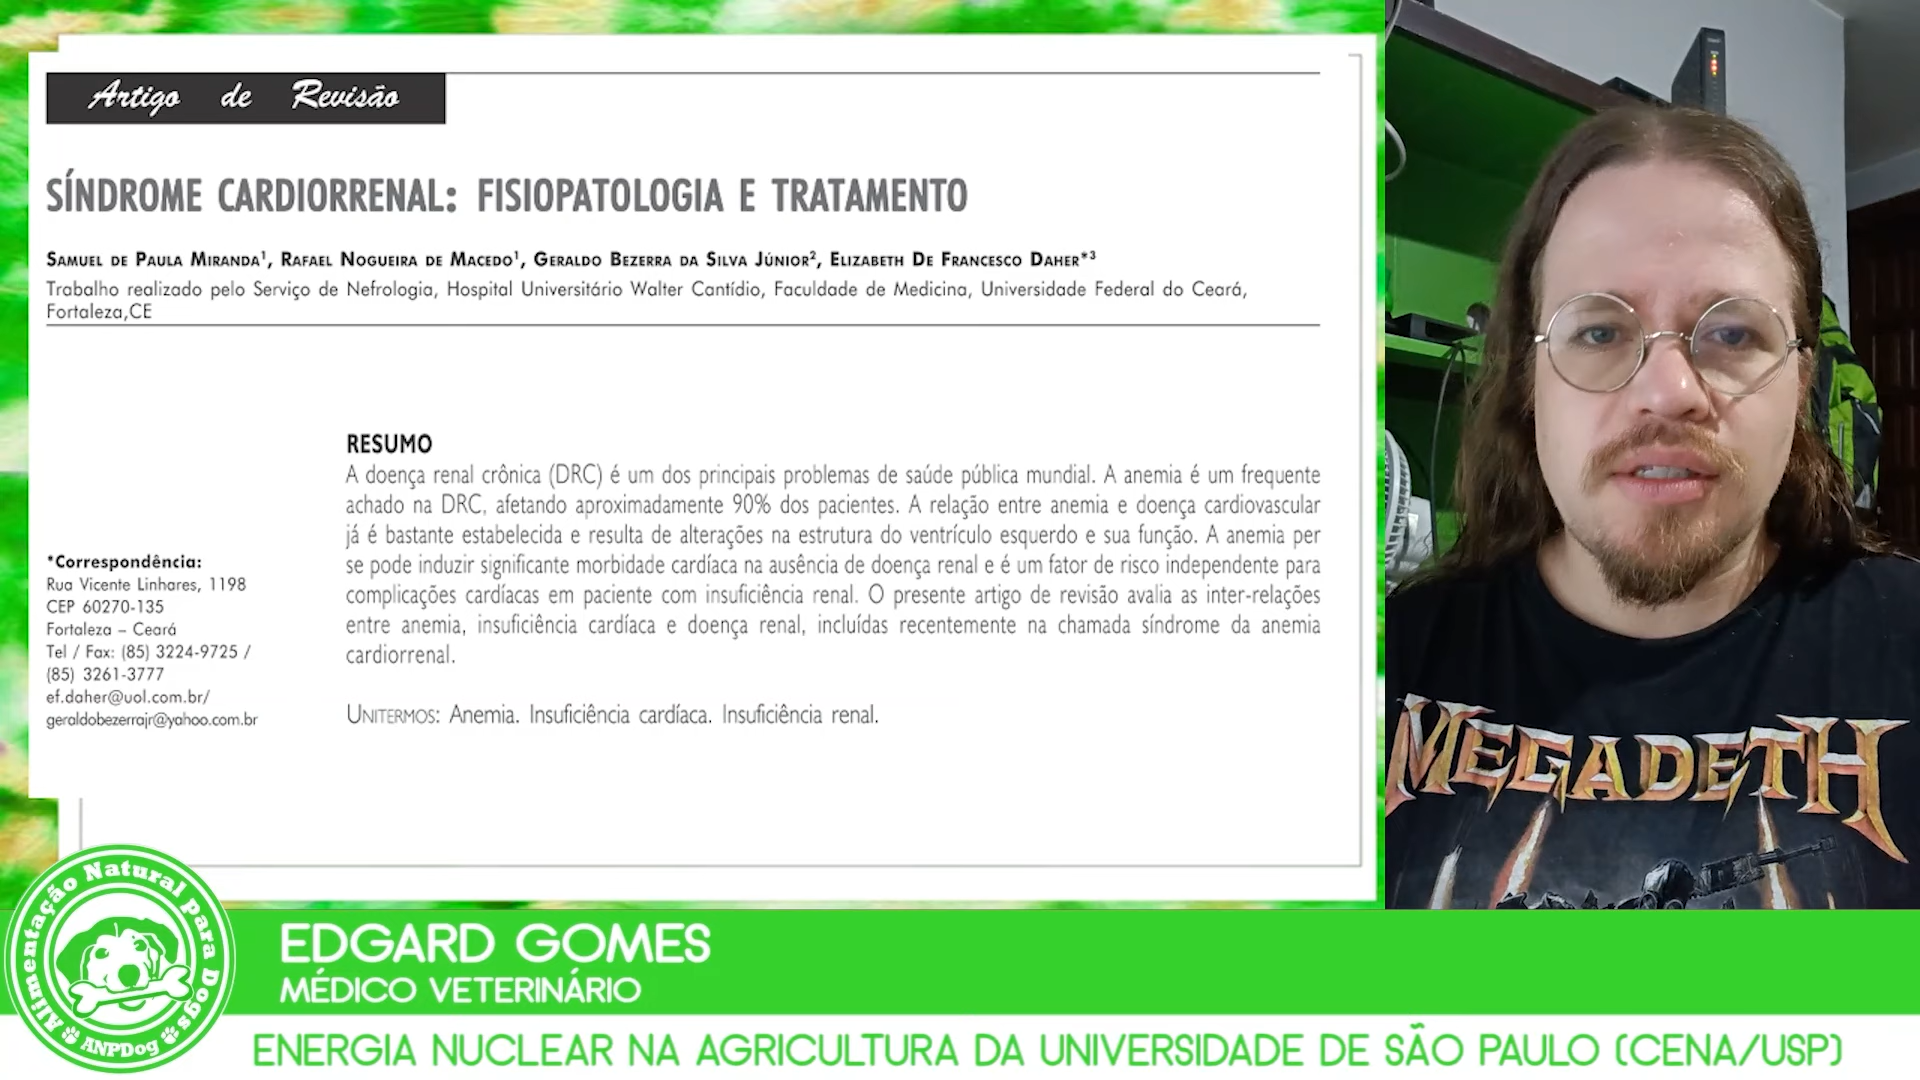 Artigo de Revisão
SÍNDROME CARDIORRENAL: FISIOPATOLOGIA E TRATAMENTO
SAMUEL DE PAULA MIRANDA¹, RAFAEL NOGUEIRA DE MACEDO¹, GERALDO BEZERRA DA SILVA JÚNIOR², ELIZABETH DE FRANCESCO DAHER*³
Trabalho realizado pelo Serviço de Nefrologia, Hospital Universitário Walter Cantídio, Faculdade de Medicina, Universidade Federal do Ceará,
Fortaleza,CE
RESUMO
A doença renal crônica (DRC) é um dos principais problemas de saúde pública mundial. A anemia é um frequente
achado na DRC, afetando aproximadamente 90% dos pacientes. A relação entre anemia e doença cardiovascular
já é bastante estabelecida e resulta de alterações na estrutura do ventrículo esquerdo e sua função. A anemia per
se pode induzir significante morbidade cardíaca na ausência de doença renal e é um fator de risco independente para
complicações cardíacas em paciente com insuficiência renal. O presente artigo de revisão avalia as inter-relações
entre anemia, insuficiência cardíaca e doença renal, incluídas recentemente na chamada síndrome da anemia
cardiorrenal.
UNITERMOS: Anemia. Insuficiência cardíaca. Insuficiência renal.
*Correspondência:
Rua Vicente Linhares, 1198
CEP 60270-135
Fortaleza – Ceará
Tel / Fax: (85) 3224-9725 /
(85) 3261-3777
ef.daher@uol.com.br/
geraldobezerrajr@yahoo.com.br
MEGADETH
Alimentação Natural para Dogs
ANPDog
EDGARD GOMES
MÉDICO VETERINÁRIO
ENERGIA NUCLEAR NA AGRICULTURA DA UNIVERSIDADE DE SÃO PAULO (CENA/USP)